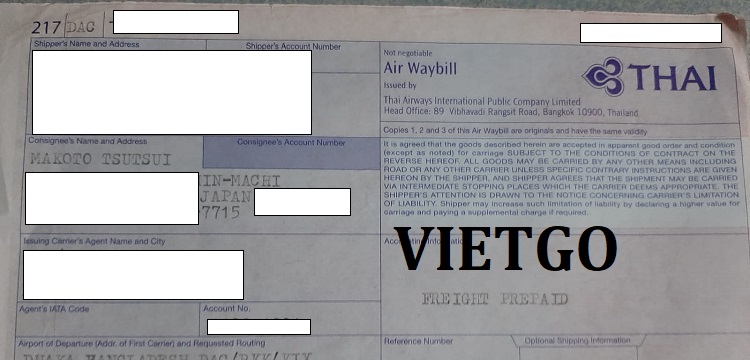 217 DAC
Shipper's Name and Address
Shipper's Account Number
Not negotiable
Air Waybill
Issued by
THAI
Thai Airways International Public Company Limited
Head Office: 89 Vibhavadi Rangsit Road, Bangkok 10900, Thailand
Copies 1, 2 and 3 of this Air Waybill are originals and have the same validity
Consignee's Name and Address
Consignee's Account Number
MAKOTO TSUTSUI
IN-MACHI
JAPAN
7715
It is agreed that the goods described herein are accepted in apparent good order and condition
(except as noted) for carriage SUBJECT TO THE CONDITIONS OF CONTRACT ON THE
REVERSE HEREOF. ALL GOODS MAY BE CARRIED BY ANY OTHER MEANS INCLUDING
ROAD OR ANY OTHER CARRIER UNLESS SPECIFIC CONTRARY INSTRUCTIONS ARE GIVEN
HEREON BY THE SHIPPER, AND SHIPPER AGREES THAT THE SHIPMENT MAY BE CARRIED
VIA INTERMEDIATE STOPPING PLACES WHICH THE CARRIER DEEMS APPROPRIATE. THE
SHIPPER'S ATTENTION IS DRAWN TO THE NOTICE CONCERNING CARRIER'S LIMITATION
OF LIABILITY. Shipper may increase such limitation of liability by declaring a higher value for
carriage and paying a supplemental charge if required.
Issuing Carrier's Agent Name and City
Accounting Information
VIETGO
FREIGHT PREPAID
Agent's IATA Code
Account No.
Airport of Departure (Addr. of First Carrier) and Requested Routing
Reference Number
Optional Shipping Information
DHAKA BANGLADESH DAC/BKK/KIX